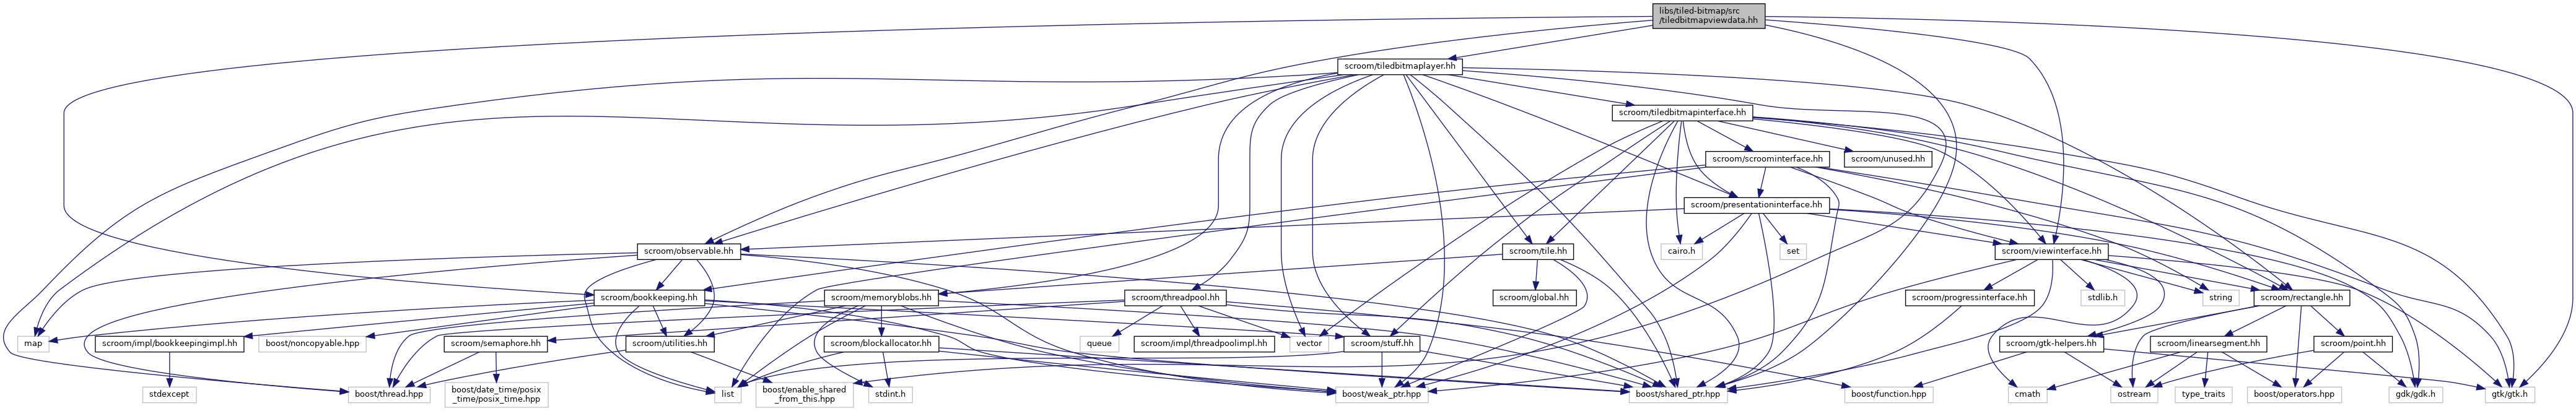 libs/tiled-bitmap/src
/tiledbitmapviewdata.hh
scroom/tiledbitmaplayer.hh
scroom/tiledbitmapinterface.hh
scroom/scroominterface.hh
scroom/unused.hh
scroom/presentationinterface.hh
scroom/observable.hh
cairo.h
set
scroom/tile.hh
scroom/viewinterface.hh
scroom/bookkeeping.hh
scroom/memoryblobs.hh
scroom/threadpool.hh
scroom/global.hh
scroom/progressinterface.hh
stdlib.h
string
scroom/rectangle.hh
map
scroom/impl/bookkeepingimpl.hh
boost/noncopyable.hpp
scroom/semaphore.hh
scroom/utilities.hh
scroom/blockallocator.hh
queue
scroom/impl/threadpoolimpl.hh
vector
scroom/stuff.hh
scroom/gtk-helpers.hh
scroom/linearsegment.hh
scroom/point.hh
stdexcept
boost/thread.hpp
boost/date_time/posix
_time/posix_time.hpp
list
boost/enable_shared
_from_this.hpp
stdint.h
boost/weak_ptr.hpp
boost/shared_ptr.hpp
boost/function.hpp
cmath
ostream
type_traits
boost/operators.hpp
gdk/gdk.h
gtk/gtk.h